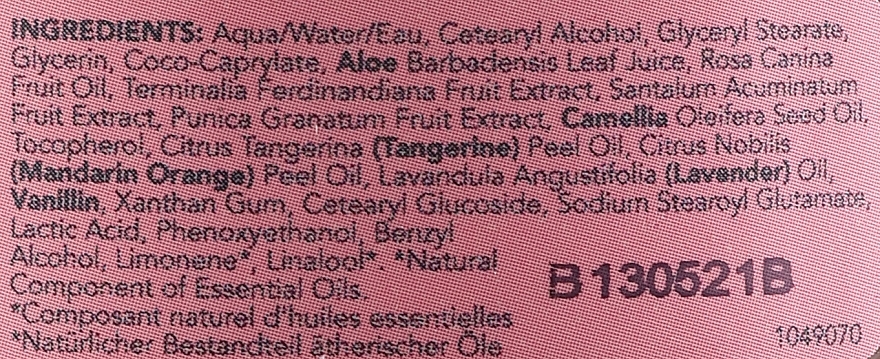 INGREDIENTS: Aqua/Water/Eau, Cetearyl Alcohol, Glyceryl Stearate,
Glycerin, Coco-Caprylate, Aloe Barbadensis Leaf Juice, Rosa Canina
Fruit Oil, Terminalia Ferdinandiana Fruit Extract, Santalum Acuminatum
Fruit Extract, Punica Granatum Fruit Extract, Camellia Oleifera Seed Oil,
Tocopherol, Citrus Tangerina (Tangerine) Peel Oil, Citrus Nobilis
(Mandarin Orange) Peel Oil, Lavandula Angustifolia (Lavender) Oil,
Vanillin, Xanthan Gum, Cetearyl Glucoside, Sodium Stearoyl Glutamate,
Lactic Acid, Phenoxyethanol, Benzyl
Alcohol, Limonene*, Linalool*. *Natural
Component of Essential Oils.
*Composant naturel d'huiles essentielles
*Natürlicher Bestandteil ätherischer Öle
B130521B
1049070